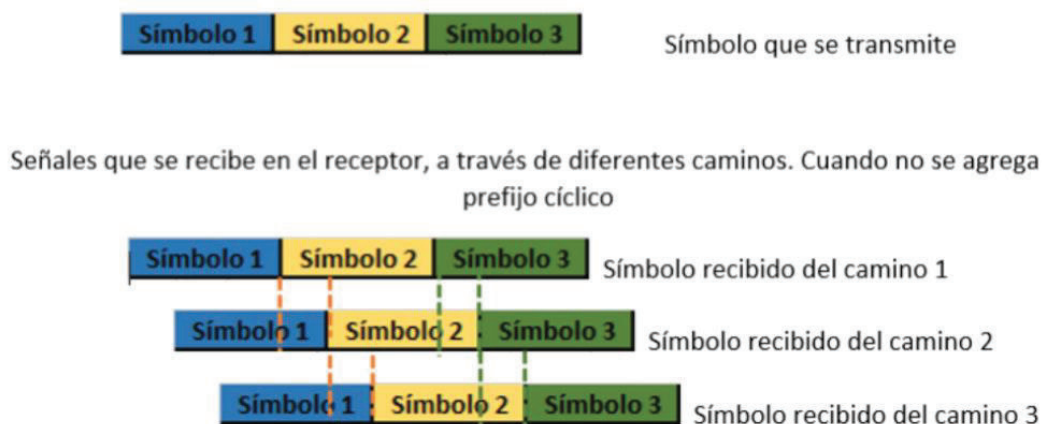 Símbolo 1 Símbolo 2 Símbolo 3 Símbolo que se transmite
Señales que se recibe en el receptor, a través de diferentes caminos. Cuando no se agrega
prefijo cíclico
Símbolo 1 Símbolo 2 Símbolo 3 Símbolo recibido del camino 1
Símbolo 1 Símbolo 2 Símbolo 3 Símbolo recibido del camino 2
Símbolo 1 Símbolo 2 Símbolo 3 Símbolo recibido del camino 3